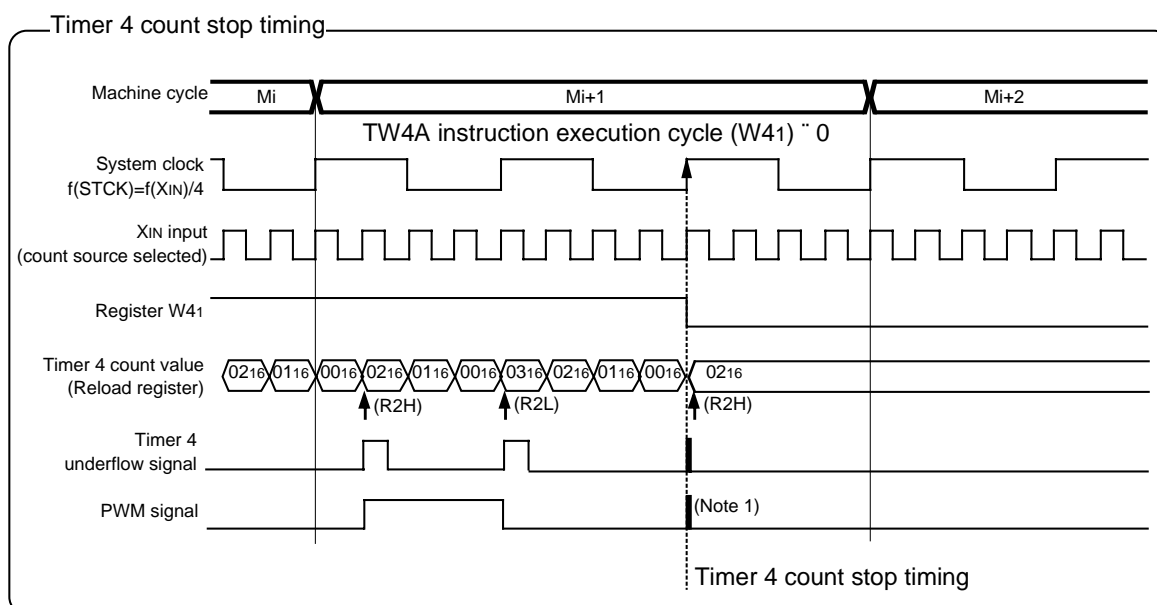 Timer 4 count stop timing
Machine cycle
Mi
Mi+1
Mi+2
TW4A instruction execution cycle (W41) ¨ 0
System clock
f(STCK)=f(XIN)/4
XIN input
(count source selected)
Register W41
Timer 4 count value
(Reload register)
0216 0116 0016 0216 0116 0016 0316 0216 0116 0016 0216
(R2H) (R2L) (R2H)
Timer 4
underflow signal
PWM signal
(Note 1)
Timer 4 count stop timing